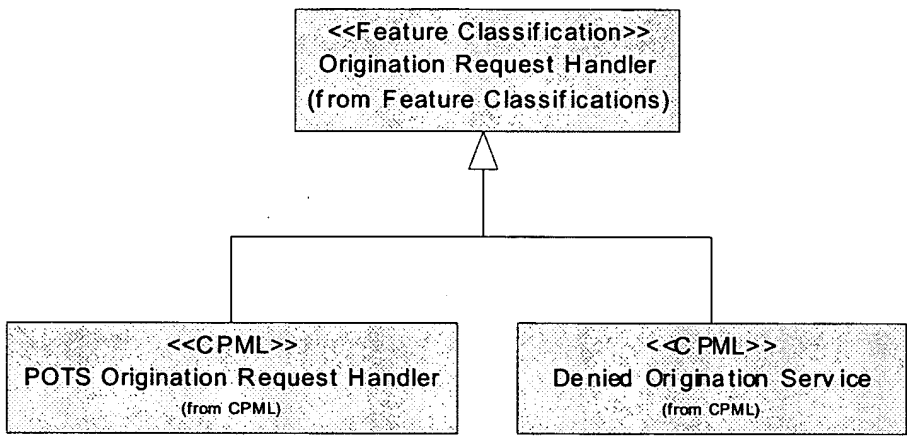 <<Feature Classification>>
Origination Request Handler
(from Feature Classifications)
<<CPML>>
POTS Origination Request Handler
(from CPML)
<<CPML>>
Denied Origination Service
(from CPML)